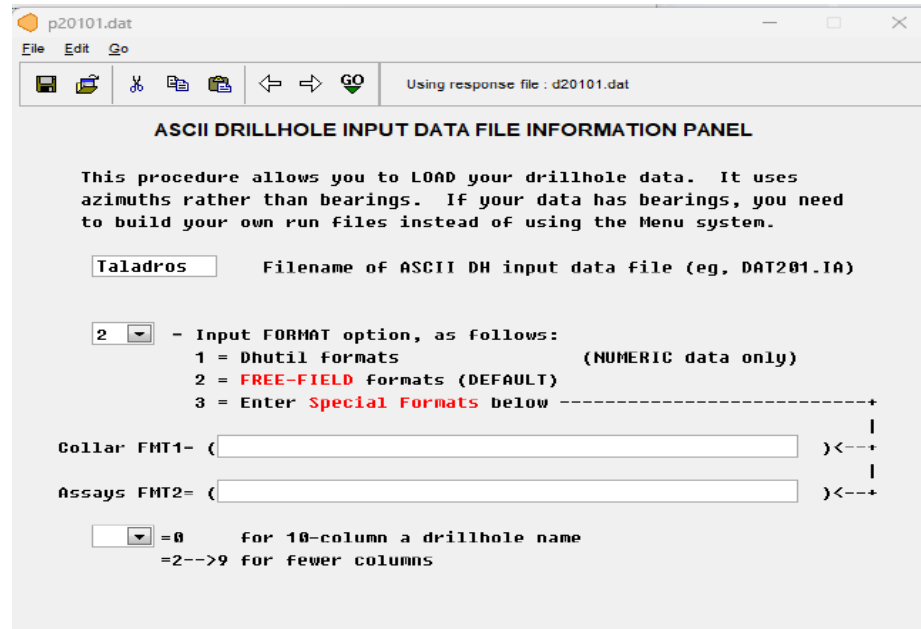 p20101.dat
File Edit Go
GO Using response file : d20101.dat
ASCII DRILLHOLE INPUT DATA FILE INFORMATION PANEL
This procedure allows you to LOAD your drillhole data. It uses
azimuths rather than bearings. If your data has bearings, you need
to build your own run files instead of using the Menu system.
Taladros Filename of ASCII DH input data file (eg, DAT201.IA)
2 - Input FORMAT option, as follows:
1 = Dhutil formats (NUMERIC data only)
2 = FREE-FIELD formats (DEFAULT)
3 = Enter Special Formats below ---------------------------+
|
Collar FMT1- ( )<--+
|
Assays FMT2= ( )<--+
=0 for 10-column a drillhole name
=2-->9 for fewer columns